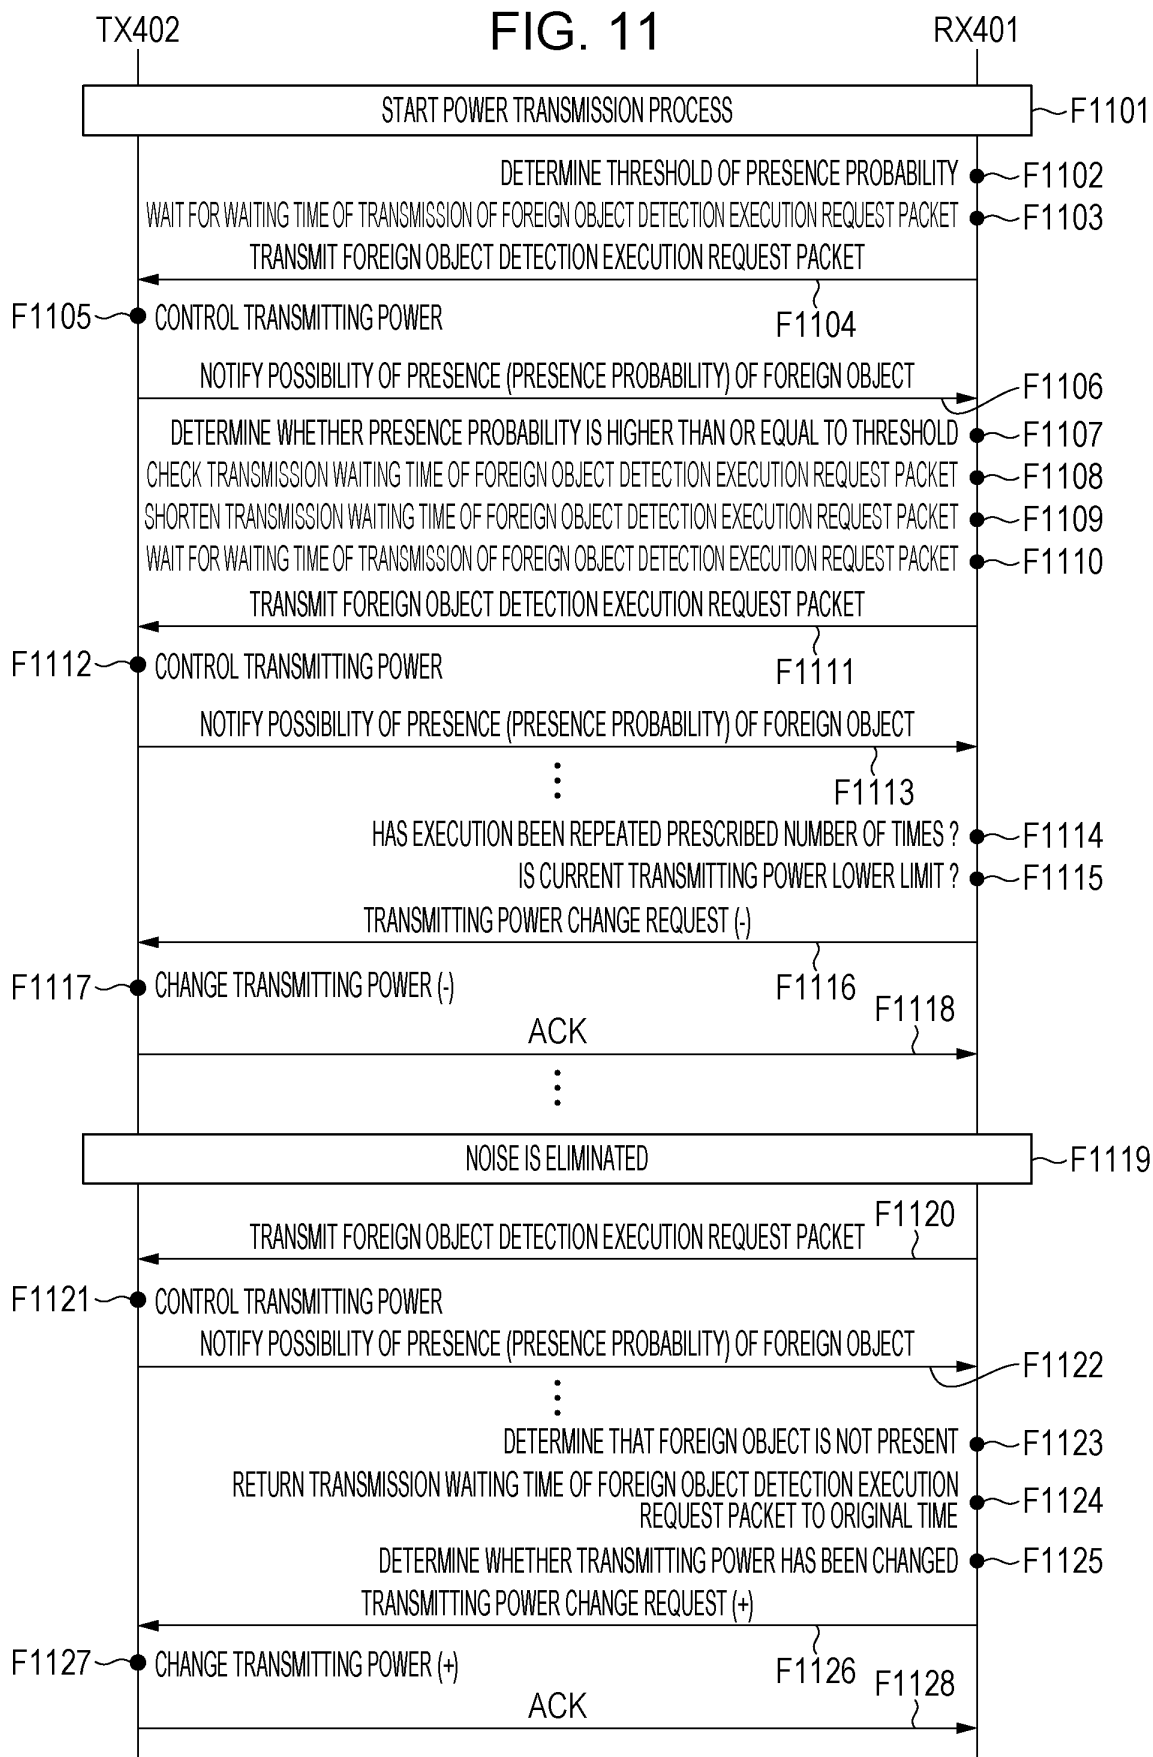 FIG. 11
TX402
RX401
START POWER TRANSMISSION PROCESS
F1101
DETERMINE THRESHOLD OF PRESENCE PROBABILITY
F1102
WAIT FOR WAITING TIME OF TRANSMISSION OF FOREIGN OBJECT DETECTION EXECUTION REQUEST PACKET
F1103
TRANSMIT FOREIGN OBJECT DETECTION EXECUTION REQUEST PACKET
F1104
F1105
CONTROL TRANSMITTING POWER
NOTIFY POSSIBILITY OF PRESENCE (PRESENCE PROBABILITY) OF FOREIGN OBJECT
F1106
DETERMINE WHETHER PRESENCE PROBABILITY IS HIGHER THAN OR EQUAL TO THRESHOLD
F1107
CHECK TRANSMISSION WAITING TIME OF FOREIGN OBJECT DETECTION EXECUTION REQUEST PACKET
F1108
SHORTEN TRANSMISSION WAITING TIME OF FOREIGN OBJECT DETECTION EXECUTION REQUEST PACKET
F1109
WAIT FOR WAITING TIME OF TRANSMISSION OF FOREIGN OBJECT DETECTION EXECUTION REQUEST PACKET
F1110
TRANSMIT FOREIGN OBJECT DETECTION EXECUTION REQUEST PACKET
F1111
F1112
CONTROL TRANSMITTING POWER
NOTIFY POSSIBILITY OF PRESENCE (PRESENCE PROBABILITY) OF FOREIGN OBJECT
F1113
HAS EXECUTION BEEN REPEATED PRESCRIBED NUMBER OF TIMES ?
F1114
IS CURRENT TRANSMITTING POWER LOWER LIMIT ?
F1115
TRANSMITTING POWER CHANGE REQUEST (-)
F1116
F1117
CHANGE TRANSMITTING POWER (-)
F1118
ACK
NOISE IS ELIMINATED
F1119
F1120
TRANSMIT FOREIGN OBJECT DETECTION EXECUTION REQUEST PACKET
F1121
CONTROL TRANSMITTING POWER
NOTIFY POSSIBILITY OF PRESENCE (PRESENCE PROBABILITY) OF FOREIGN OBJECT
F1122
DETERMINE THAT FOREIGN OBJECT IS NOT PRESENT
F1123
RETURN TRANSMISSION WAITING TIME OF FOREIGN OBJECT DETECTION EXECUTION
REQUEST PACKET TO ORIGINAL TIME
F1124
DETERMINE WHETHER TRANSMITTING POWER HAS BEEN CHANGED
F1125
TRANSMITTING POWER CHANGE REQUEST (+)
F1126
F1127
CHANGE TRANSMITTING POWER (+)
F1128
ACK